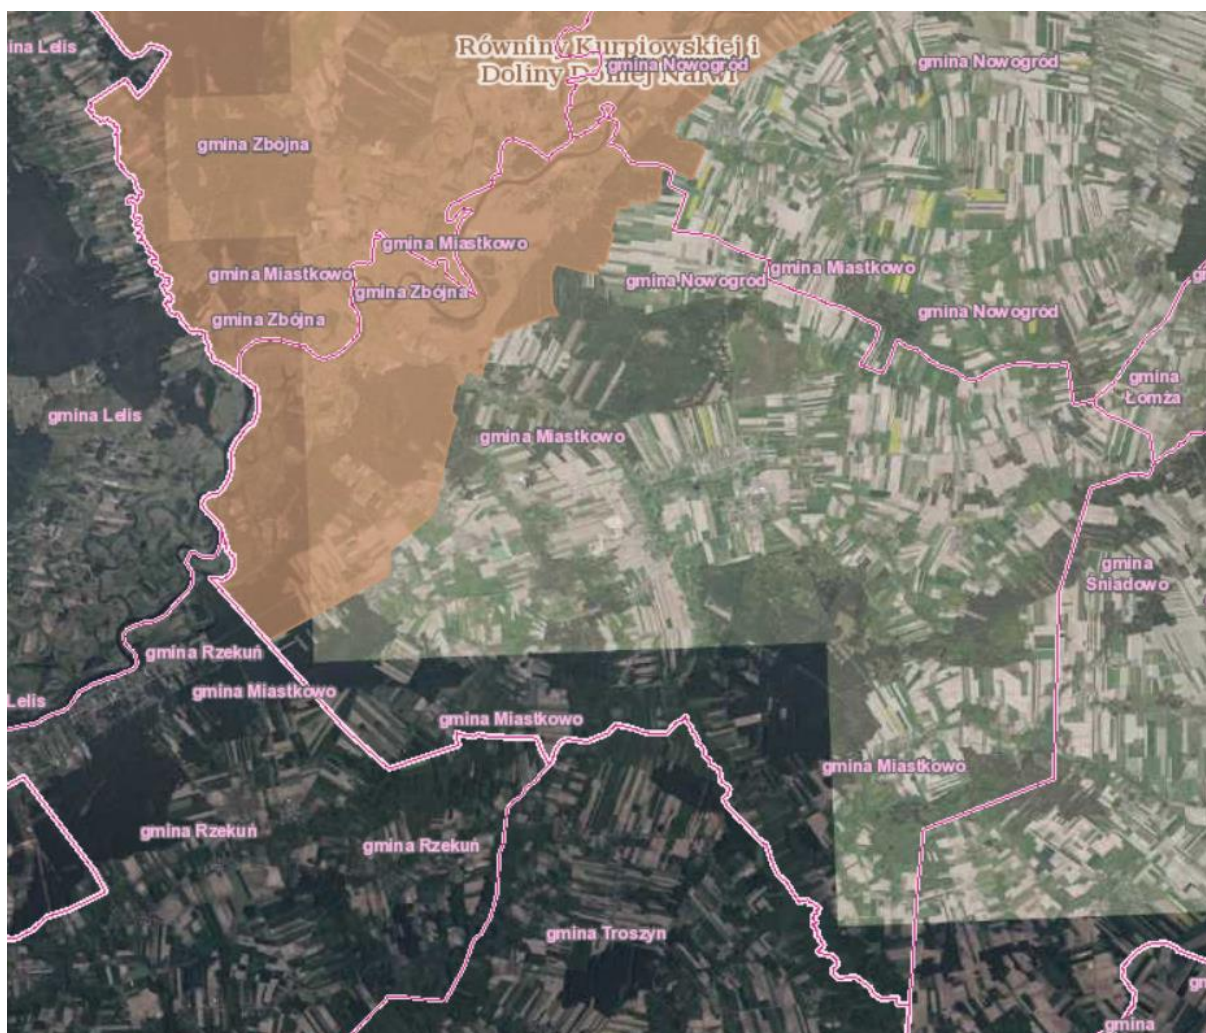 ina Lelis
Równiny Kurpiowskiej i
Doliny Dolnej Narwi
gmina Nowogród
gmina Nowogród
gmina Zbójna
gmina Miastkowo
gmina Miastkowo
gmina Zbójna
gmina Nowogród
gmina Miastkowo
gmina Zbójna
gmina Nowogród
gmina
Łomża
gmina Lelis
gmina Miastkowo
gmina
Śniadowo
gmina Rzekuń
gmina Miastkowo
Lelis
gmina Miastkowo
gmina Miastkowo
gmina Rzekuń
gmina Rzekuń
gmina Troszyn
gmina